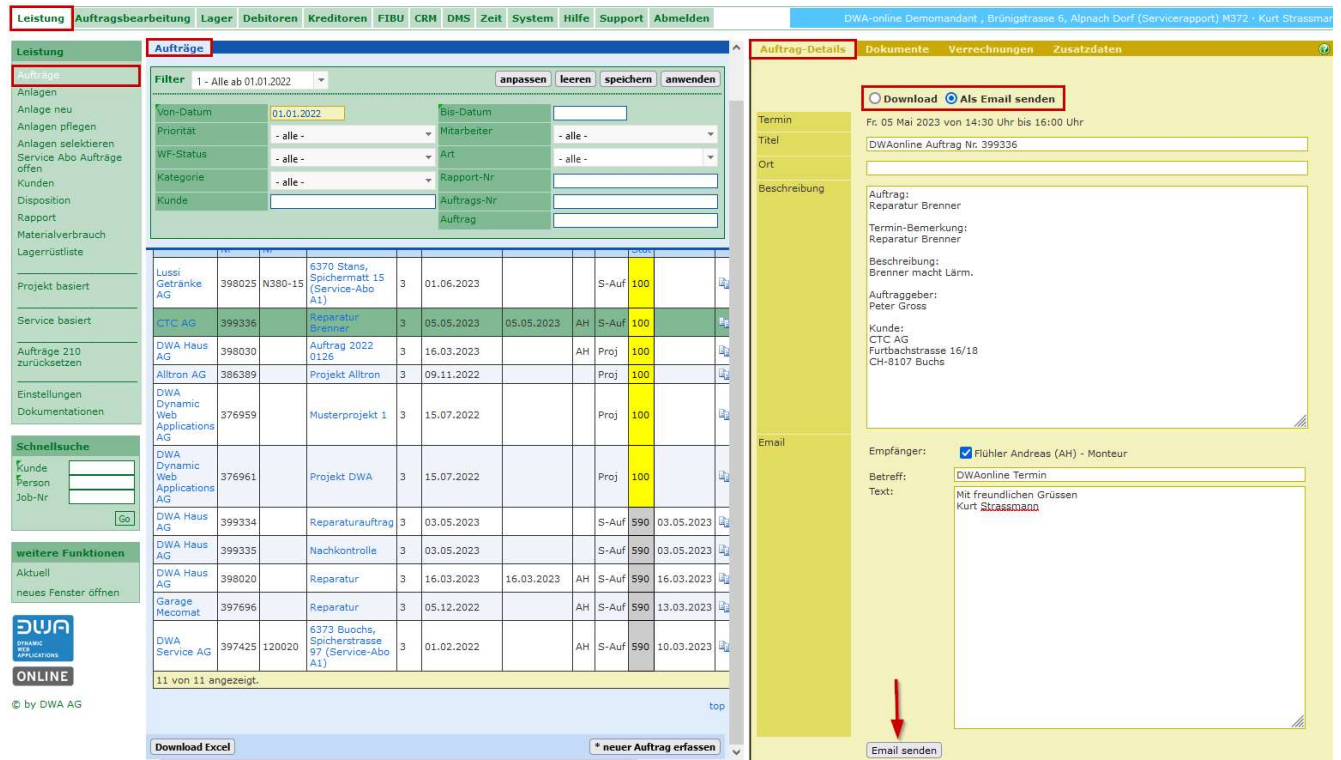 Leistung Auftragsbearbeitung Lager Debitoren Kreditoren FIBU CRM DMS Zeit System Hilfe Support Abmelden
DWA-online Demomandant , Brünigstrasse 6, Alpnach Dorf (Servicerapport) M372 - Kurt Strassmar
Leistung
Aufträge
Anlagen
Anlage neu
Anlagen pflegen
Anlagen selektieren
Service Abo Aufträge
offen
Kunden
Disposition
Rapport
Materialverbrauch
Lagerrüstliste
Projekt basiert
Service basiert
Aufträge 210
zurücksetzen
Einstellungen
Dokumentationen
Schnellsuche
Kunde
Person
Job-Nr
Go
weitere Funktionen
Aktuell
neues Fenster öffnen
DWA
DYNAMIC
WEB
APPLICATIONS
ONLINE
© by DWA AG
Aufträge
Filter 1 - Alle ab 01.01.2022 anpassen leeren speichern anwenden
Von-Datum 01.01.2022 Bis-Datum
Priorität - alle - Mitarbeiter - alle -
WF-Status - alle - Art - alle -
Kategorie - alle - Rapport-Nr
Kunde Auftrags-Nr
Auftrag
Lussi
Getränke
AG
398025 N380-15
6370 Stans,
Spichermatt 15
(Service-Abo
A1)
3 01.06.2023 S-Auf 100
CTC AG 399336
Reparatur
Brenner
3 05.05.2023 05.05.2023 AH S-Auf 100
DWA Haus
AG
398030
Auftrag 2022
0126
3 16.03.2023 AH Proj 100
Alltron AG 386389 Projekt Alltron 3 09.11.2022 Proj 100
DWA
Dynamic
Web
Applications
AG
376959 Musterprojekt 1 3 15.07.2022 Proj 100
DWA
Dynamic
Web
Applications
AG
376961 Projekt DWA 3 15.07.2022 Proj 100
DWA Haus
AG
399334 Reparaturauftrag 3 03.05.2023 S-Auf 590 03.05.2023
DWA Haus
AG
399335 Nachkontrolle 3 03.05.2023 S-Auf 590 03.05.2023
DWA Haus
AG
398020 Reparatur 3 16.03.2023 16.03.2023 AH S-Auf 590 16.03.2023
Garage
Mecomat
397696 Reparatur 3 05.12.2022 AH S-Auf 590 13.03.2023
DWA
Service AG
397425 120020
6373 Buochs,
Spicherstrasse
97 (Service-Abo
A1)
3 01.02.2022 AH S-Auf 590 10.03.2023
11 von 11 angezeigt.
top
Download Excel * neuer Auftrag erfassen
Auftrag-Details Dokumente Verrechnungen Zusatzdaten
Download Als Email senden
Termin Fr. 05 Mai 2023 von 14:30 Uhr bis 16:00 Uhr
Titel DWAonline Auftrag Nr. 399336
Ort
Beschreibung
Auftrag:
Reparatur Brenner
Termin-Bemerkung:
Reparatur Brenner
Beschreibung:
Brenner macht Lärm.
Auftraggeber:
Peter Gross
Kunde:
CTC AG
Furtbachstrasse 16/18
CH-8107 Buchs
Email
Empfänger: Flühler Andreas (AH) - Monteur
Betreff: DWAonline Termin
Text: Mit freundlichen Grüssen
Kurt Strassmann
Email senden